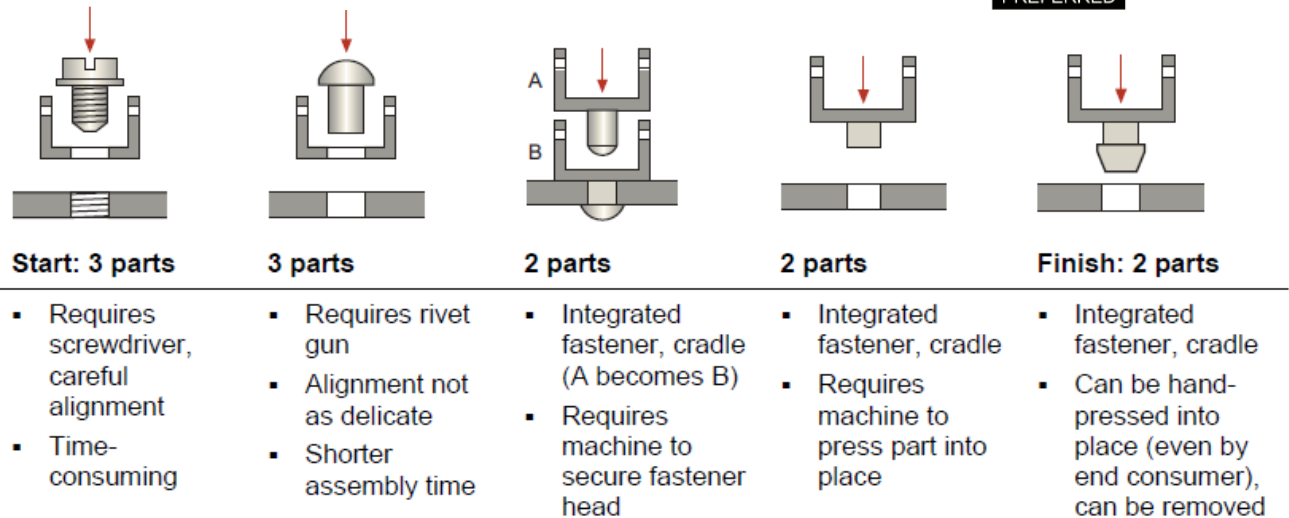 PREFERRED
A
B
Start: 3 parts
3 parts
2 parts
2 parts
Finish: 2 parts
▪ Requires
screwdriver,
careful
alignment
▪ Time-
consuming
▪ Requires rivet
gun
▪ Alignment not
as delicate
▪ Shorter
assembly time
▪ Integrated
fastener, cradle
(A becomes B)
▪ Requires
machine to
secure fastener
head
▪ Integrated
fastener, cradle
▪ Requires
machine to
press part into
place
▪ Integrated
fastener, cradle
▪ Can be hand-
pressed into
place (even by
end consumer),
can be removed